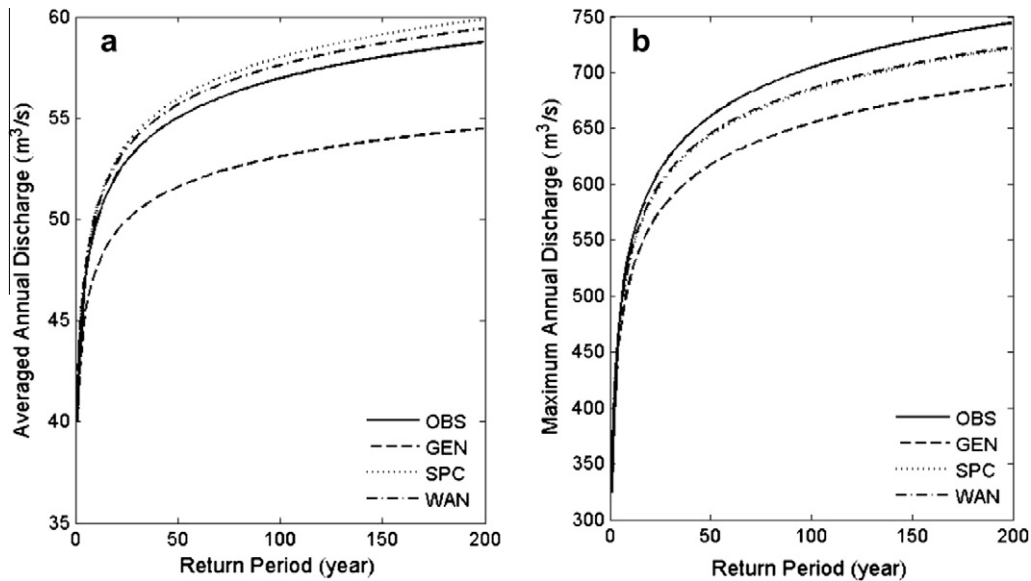 a
60
55
50
45
40
35
Averaged Annual Discharge (m³/s)
0 50 100 150 200
Return Period (year)
OBS
GEN
SPC
WAN
b
750
700
650
600
550
500
450
400
350
300
Maximum Annual Discharge (m³/s)
0 50 100 150 200
Return Period (year)
OBS
GEN
SPC
WAN